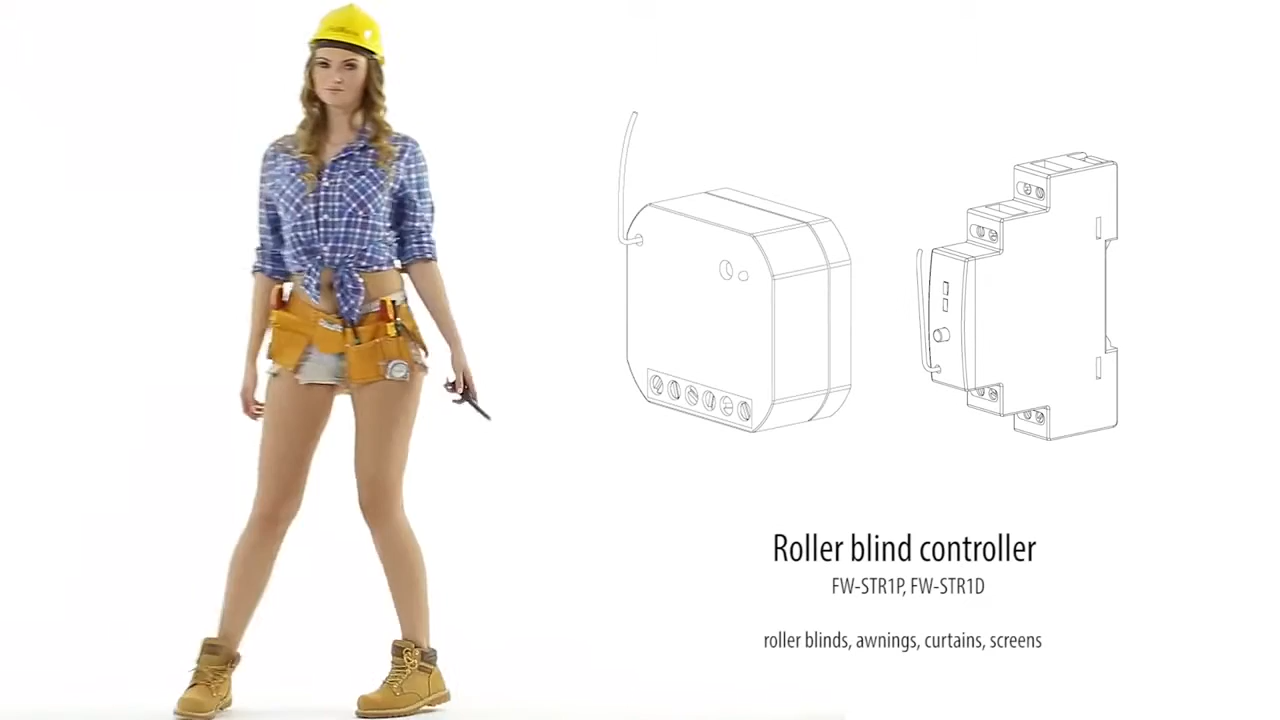 Roller blind controller
FW-STR1P, FW-STR1D
roller blinds, awnings, curtains, screens